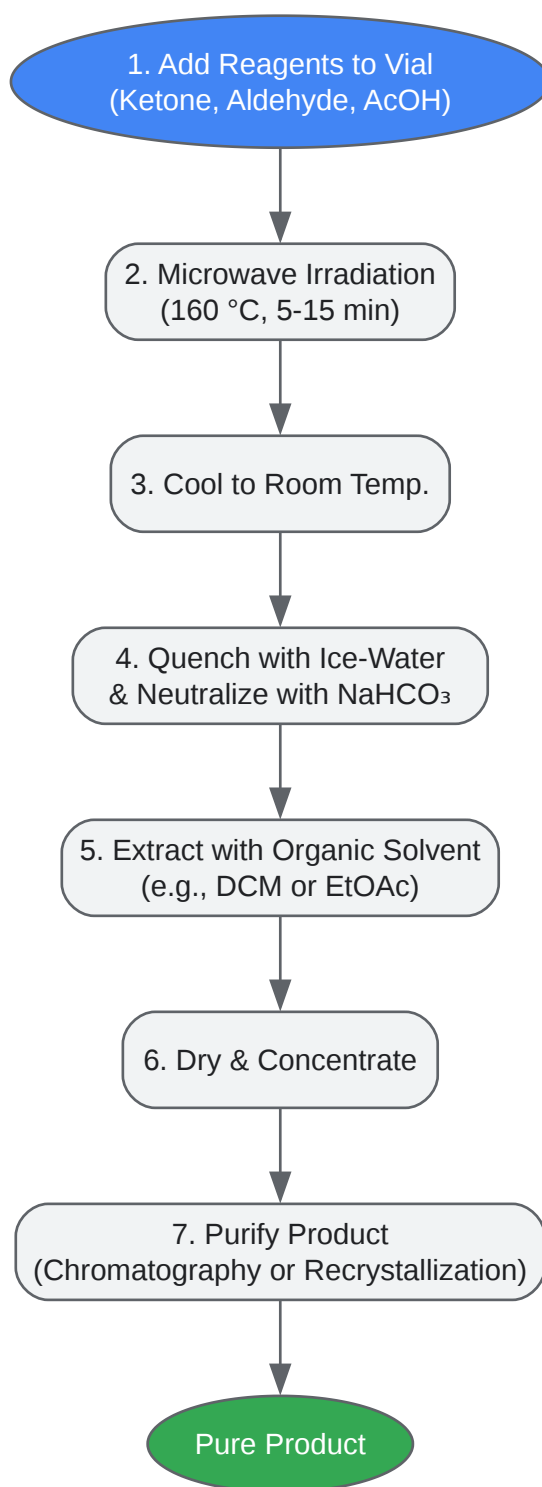 1. Add Reagents to Vial
(Ketone, Aldehyde, AcOH)
2. Microwave Irradiation
(160 °C, 5-15 min)
3. Cool to Room Temp.
4. Quench with Ice-Water
& Neutralize with NaHCO₃
5. Extract with Organic Solvent
(e.g., DCM or EtOAc)
6. Dry & Concentrate
7. Purify Product
(Chromatography or Recrystallization)
Pure Product